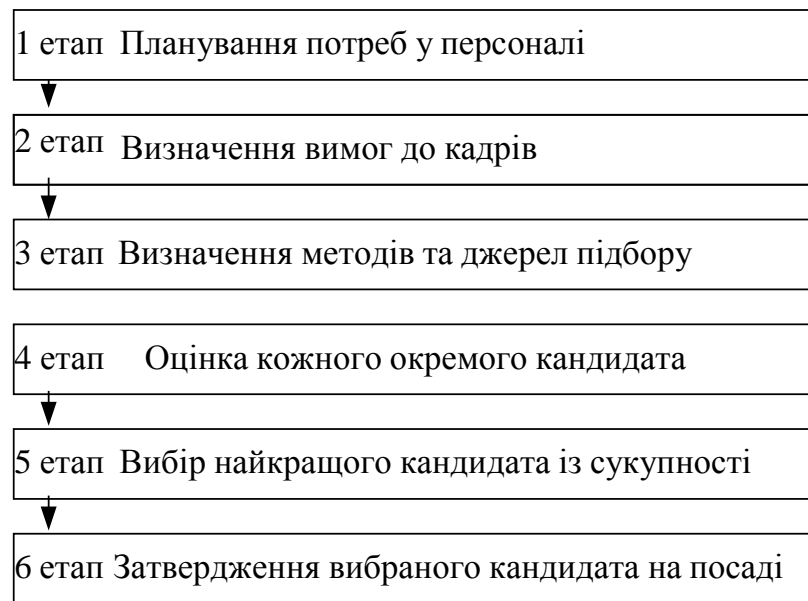 1 етап Планування потреб у персоналі
2 етап Визначення вимог до кадрів
3 етап Визначення методів та джерел підбору
4 етап Оцінка кожного окремого кандидата
5 етап Вибір найкращого кандидата із сукупності
6 етап Затвердження вибраного кандидата на посаді